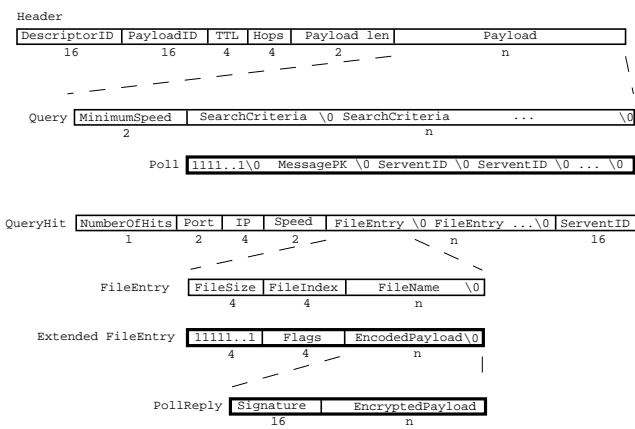 Header
DescriptorID PayloadID TTL Hops Payload len Payload
16 16 4 4 2 n
Query MinimumSpeed SearchCriteria \0 SearchCriteria ... \0
2 n
Poll 1111..1\0 MessagePK \0 ServentID \0 ServentID \0 ... \0
QueryHit NumberOfHits Port IP Speed FileEntry \0 FileEntry ...\0 ServentID
1 2 4 2 n 16
FileEntry FileSize FileIndex FileName \0
4 4 n
Extended FileEntry 11111..1 Flags EncodedPayload\0
4 4 n
PollReply Signature EncryptedPayload
16 n